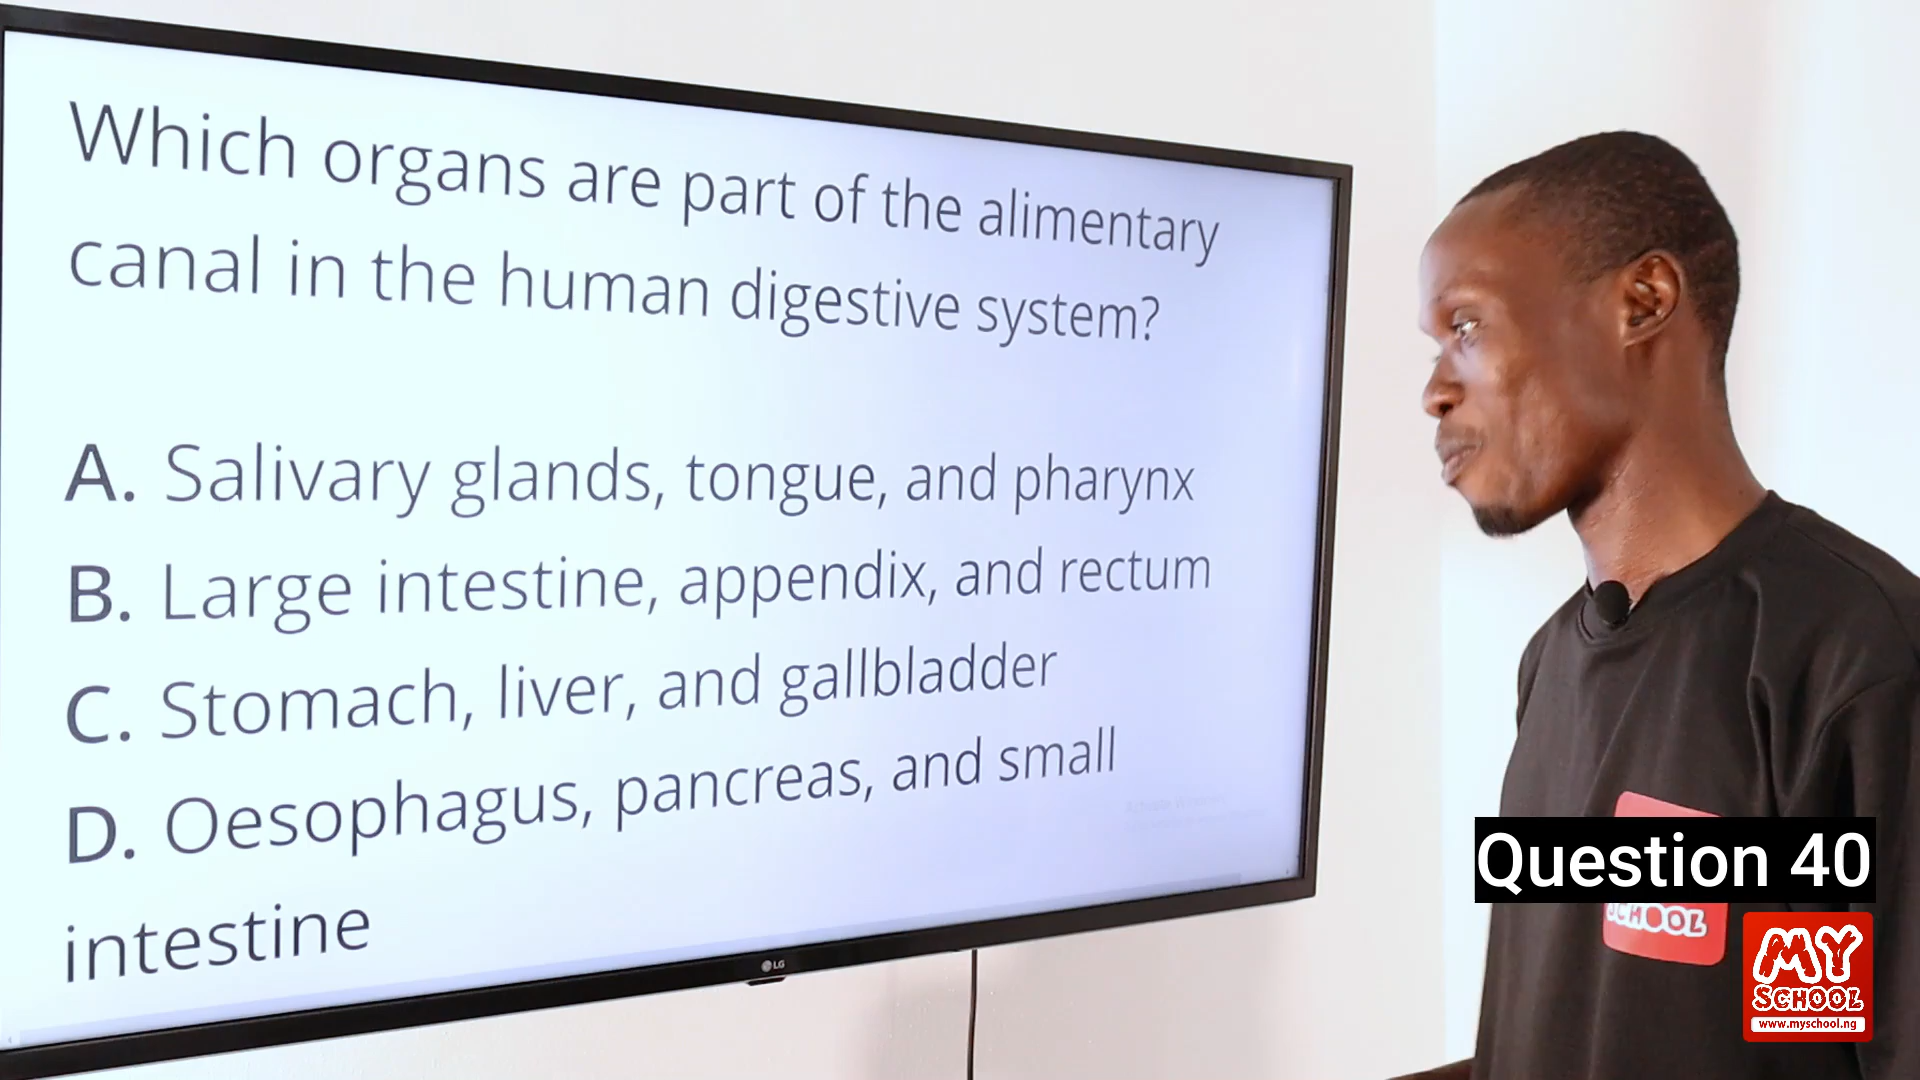 Which organs are part of the alimentary
canal in the human digestive system?
A. Salivary glands, tongue, and pharynx
B. Large intestine, appendix, and rectum
C. Stomach, liver, and gallbladder
D. Oesophagus, pancreas, and small
intestine
LG
Question 40
SCHOOL
MY
SCHOOL
www.myschool.ng